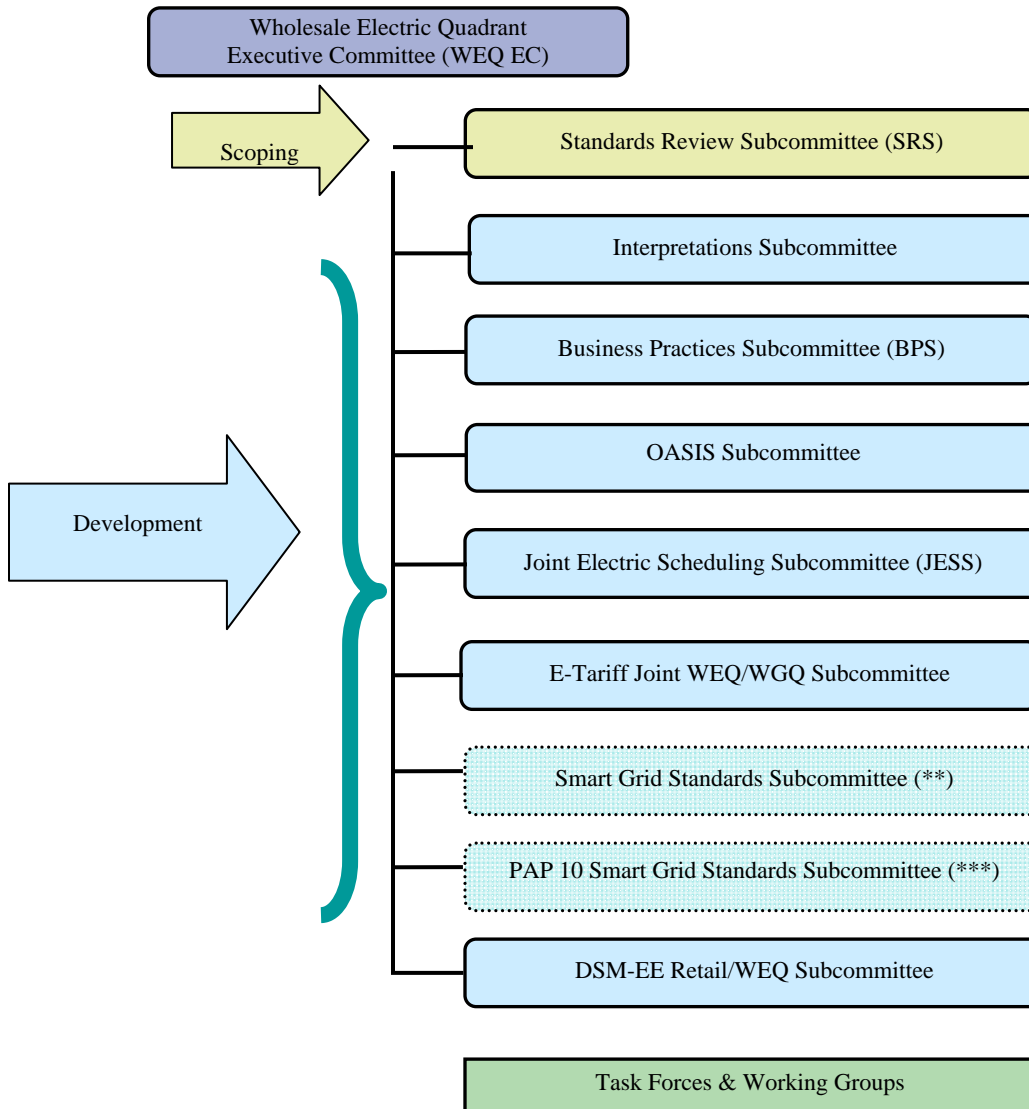 Wholesale Electric Quadrant
Executive Committee (WEQ EC)
Scoping
Standards Review Subcommittee (SRS)
Interpretations Subcommittee
Business Practices Subcommittee (BPS)
OASIS Subcommittee
Development
Joint Electric Scheduling Subcommittee (JESS)
E-Tariff Joint WEQ/WGQ Subcommittee
Smart Grid Standards Subcommittee (**)
PAP 10 Smart Grid Standards Subcommittee (***)
DSM-EE Retail/WEQ Subcommittee
Task Forces & Working Groups